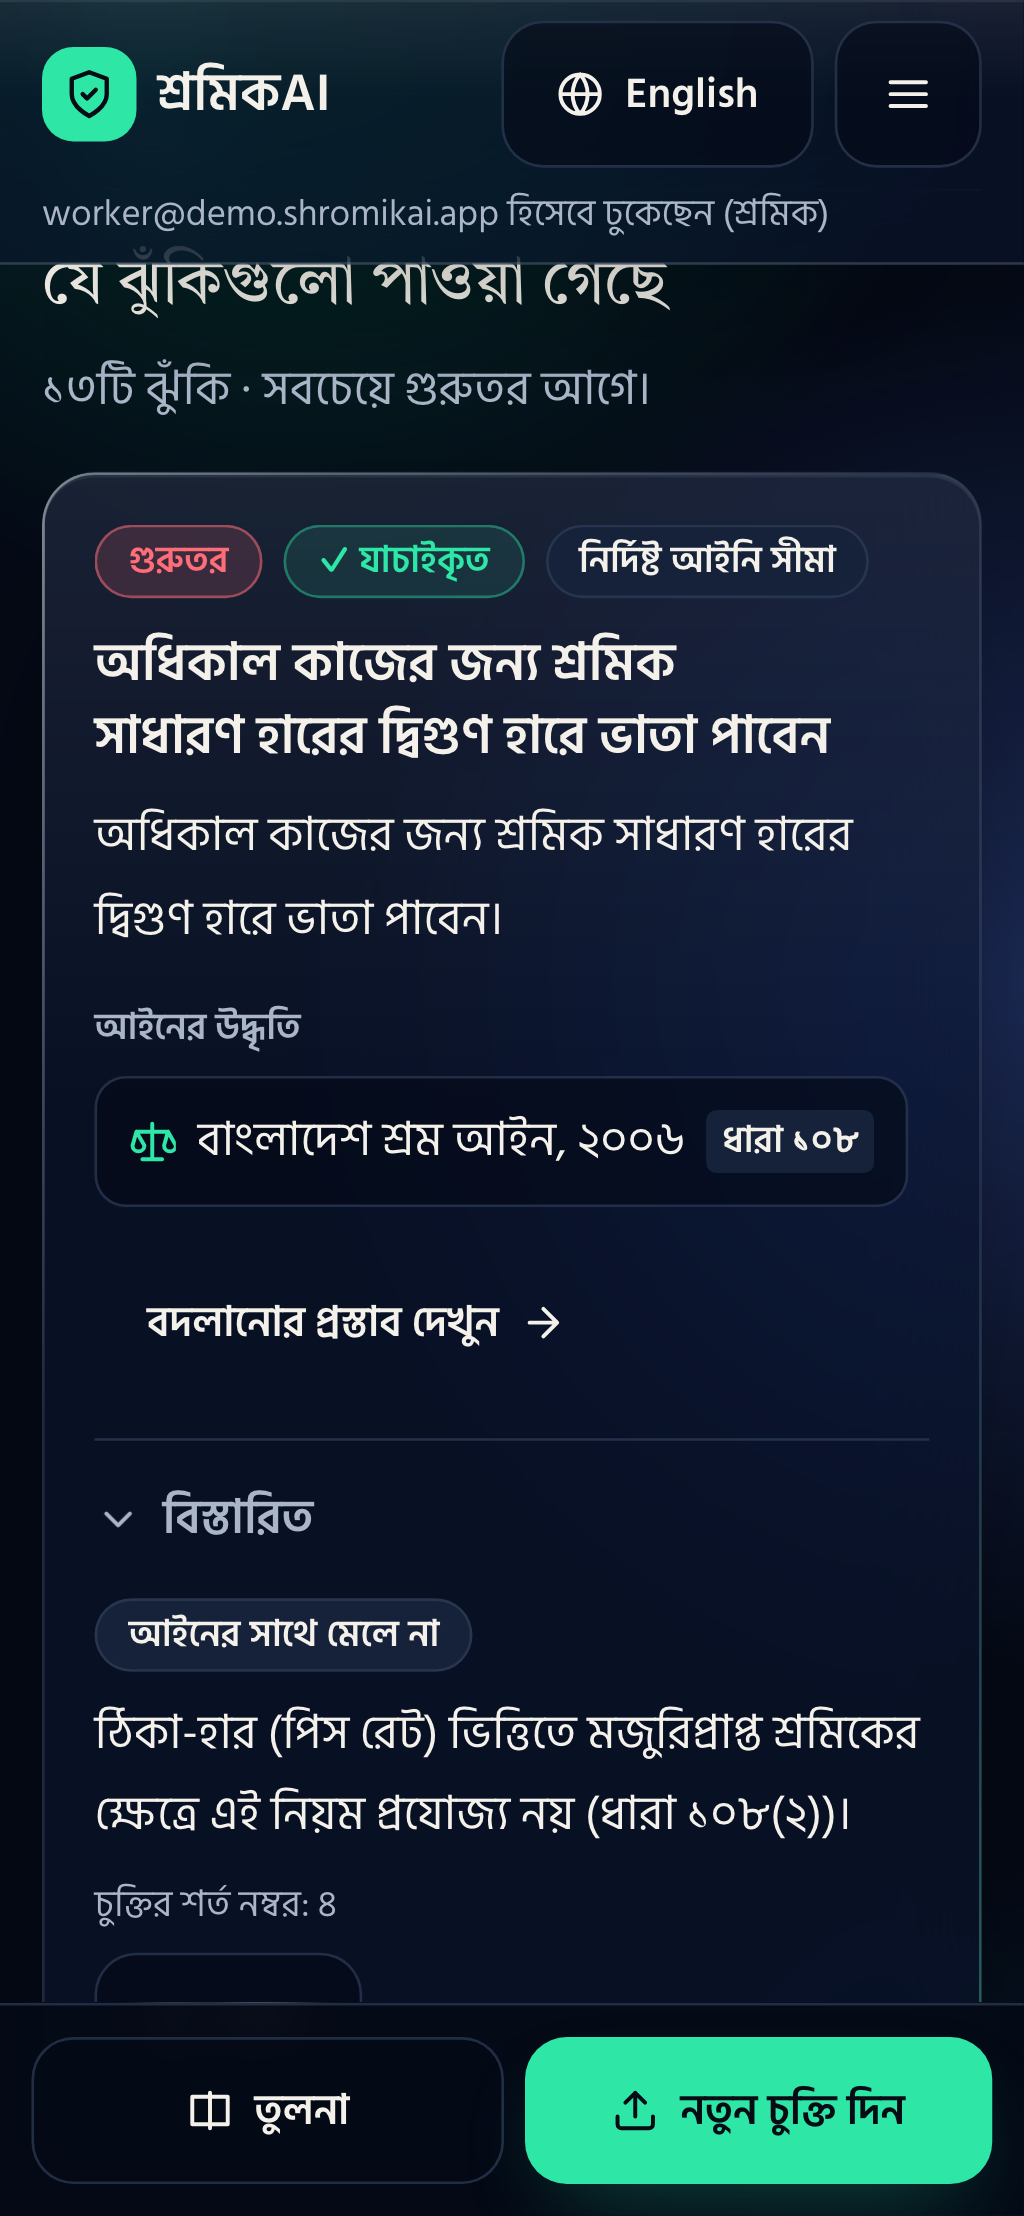 শ্রমিকAI
English
worker@demo.shromikai.app হিসেবে ঢুকেছেন (শ্রমিক)
যে ঝুঁকিগুলো পাওয়া গেছে
১৩টি ঝুঁকি · সবচেয়ে গুরুতর আগে।
গুরুতর
✓ যাচাইকৃত
নির্দিষ্ট আইনি সীমা
অধিকাল কাজের জন্য শ্রমিক
সাধারণ হারের দ্বিগুণ হারে ভাতা পাবেন
অধিকাল কাজের জন্য শ্রমিক সাধারণ হারের
দ্বিগুণ হারে ভাতা পাবেন।
আইনের উদ্ধৃতি
বাংলাদেশ শ্রম আইন, ২০০৬ ধারা ১০৮
বদলানোর প্রস্তাব দেখুন →
বিস্তারিত
আইনের সাথে মেলে না
ঠিকা-হার (পিস রেট) ভিত্তিতে মজুরিপ্রাপ্ত শ্রমিকের
ক্ষেত্রে এই নিয়ম প্রযোজ্য নয় (ধারা ১০৮(২))।
চুক্তির শর্ত নম্বর: ৪
তুলনা
নতুন চুক্তি দিন